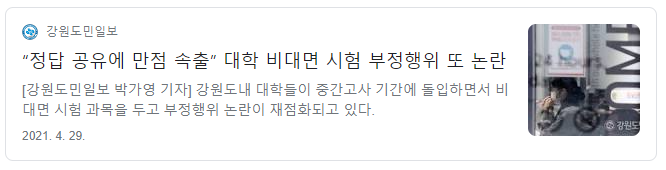 강원도민일보
“정답 공유에 만점 속출” 대학 비대면 시험 부정행위 또 논란
[강원도민일보 박가영 기자] 강원도내 대학들이 중간고사 기간에 돌입하면서 비
대면 시험 과목을 두고 부정행위 논란이 재점화되고 있다.
2021. 4. 29.